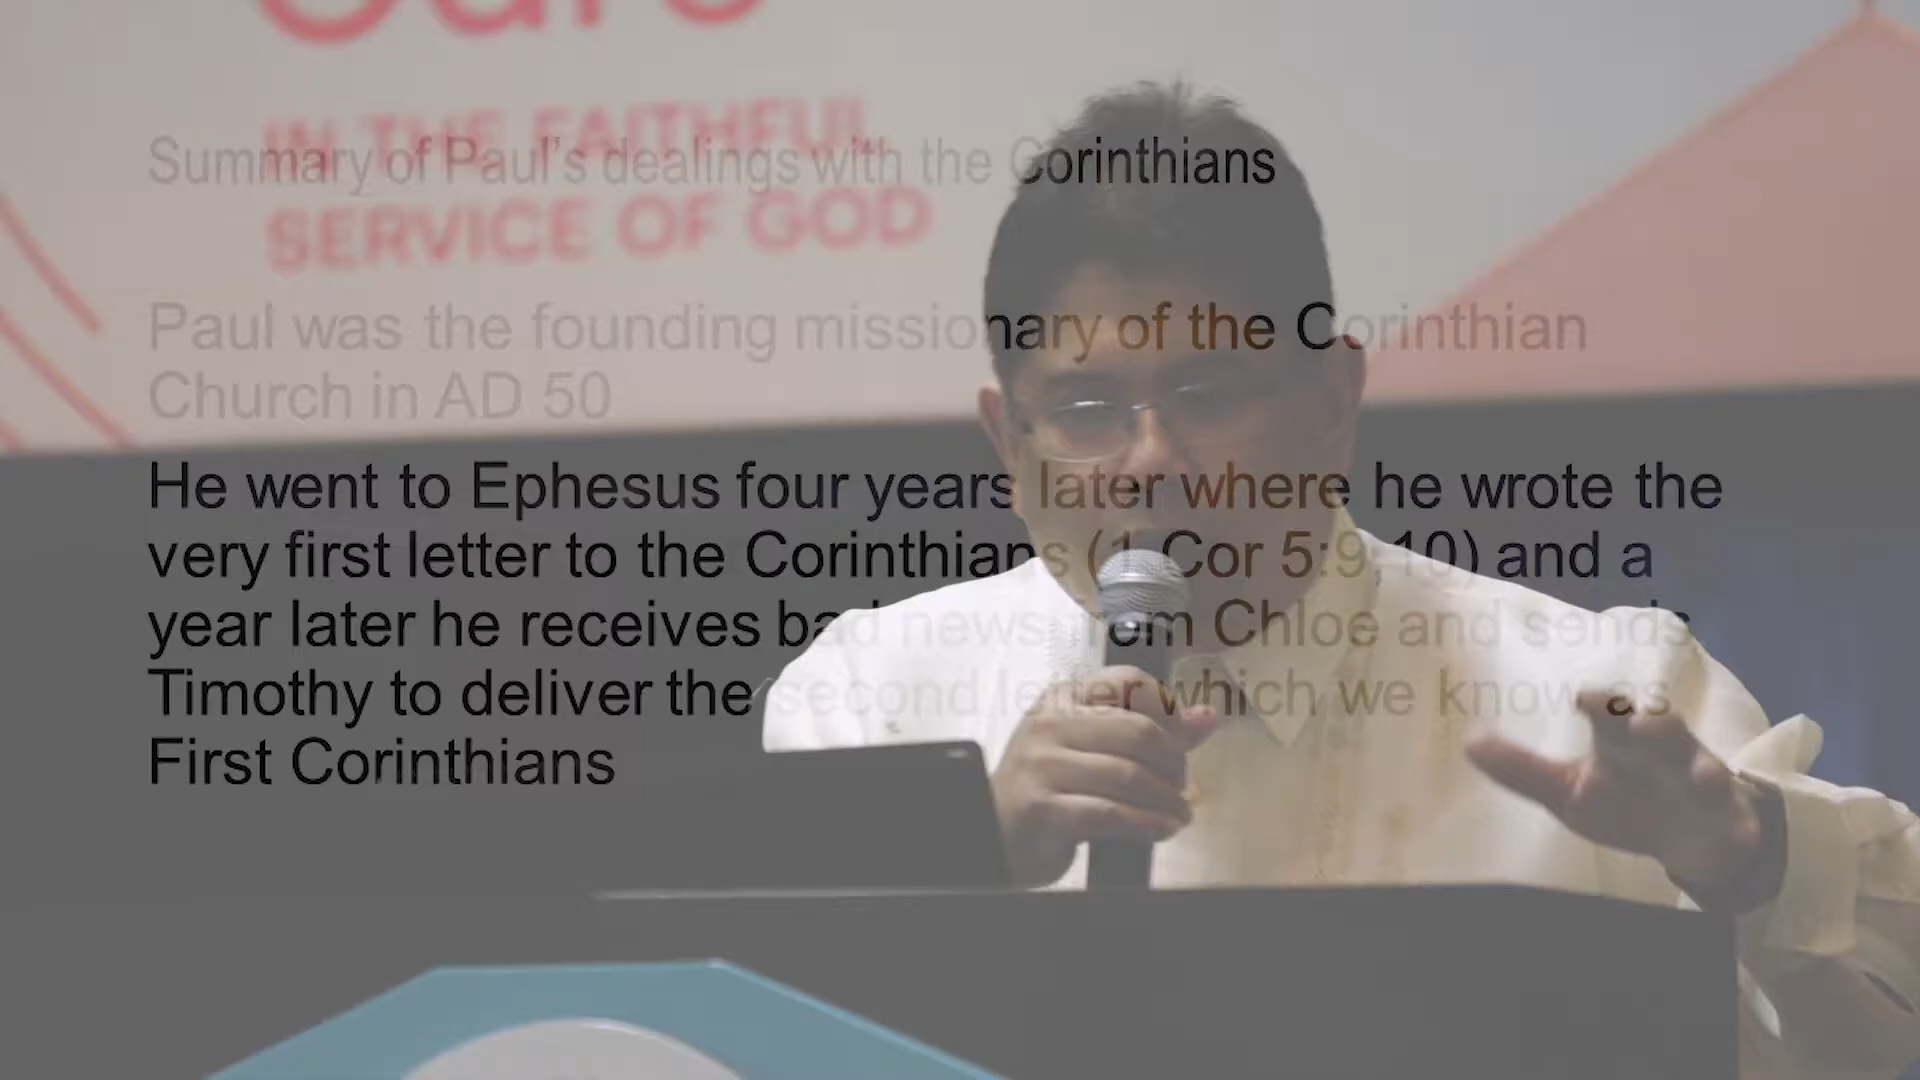 IN THE FAITHFUL
SERVICE OF GOD
Summary of Paul's dealings with the Corinthians
Paul was the founding missionary of the Corinthian
Church in AD 50
He went to Ephesus four years later where he wrote the
very first letter to the Corinthians (1 Cor 5:9-10) and a
year later he receives bad news from Chloe and sends
Timothy to deliver the second letter which we know as
First Corinthians